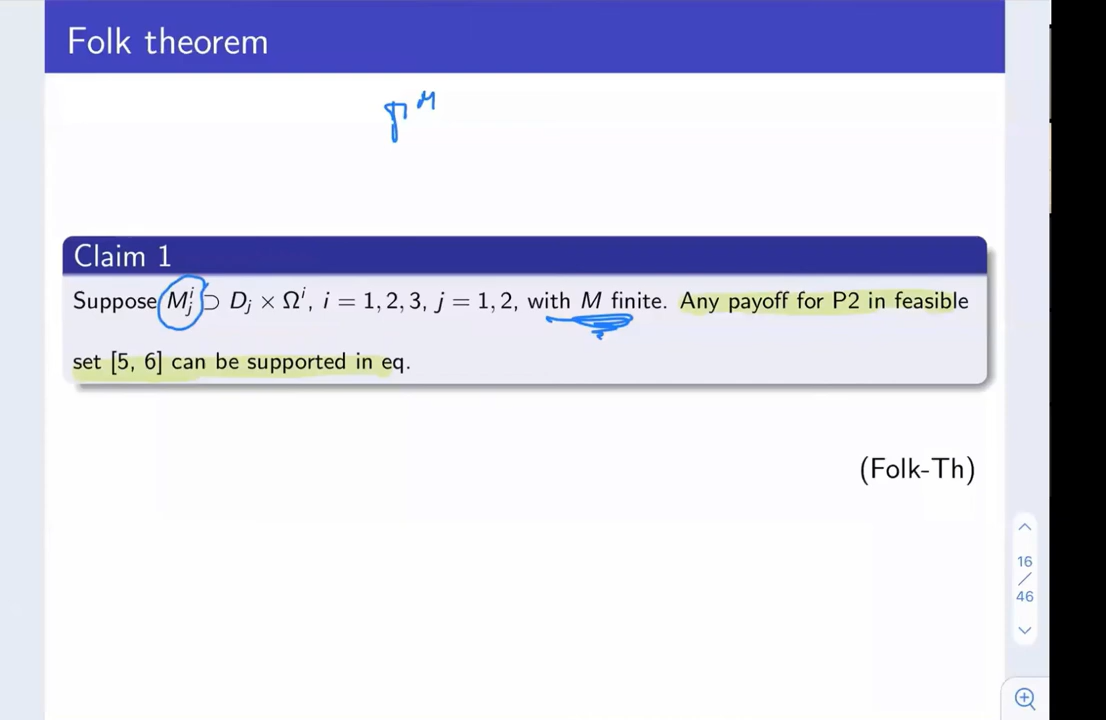 Folk theorem
Γ^M
Claim 1
Suppose M_j^i ⊃ D_j × Ω^i, i = 1, 2, 3, j = 1, 2, with M finite. Any payoff for P2 in feasible
set [5, 6] can be supported in eq.
(Folk-Th)
16
/
46